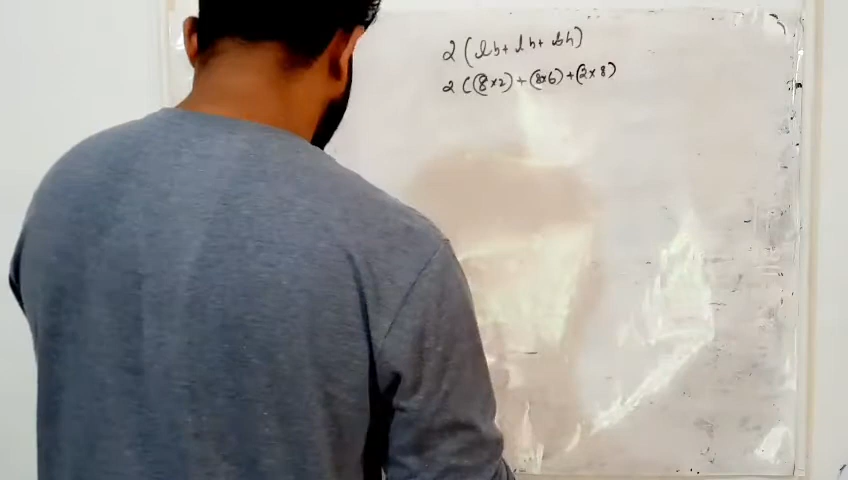 2 (lb + lh + bh)
2 ((8×2) + (8×6) + (2×8)